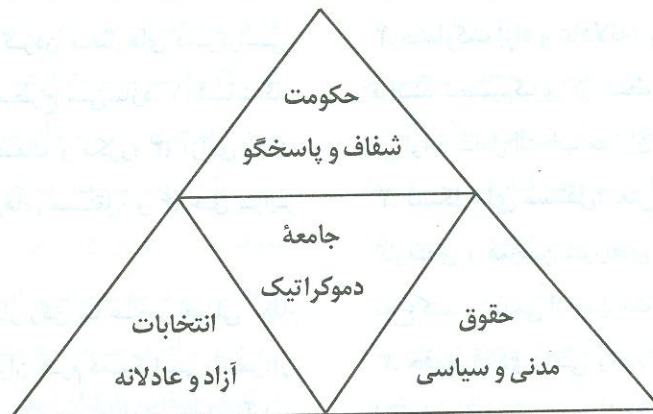 حکومت
شفاف و پاسخگو
جامعهٔ
دموکراتیک
حقوق
مدنی و سیاسی
انتخابات
آزاد و عادلانه